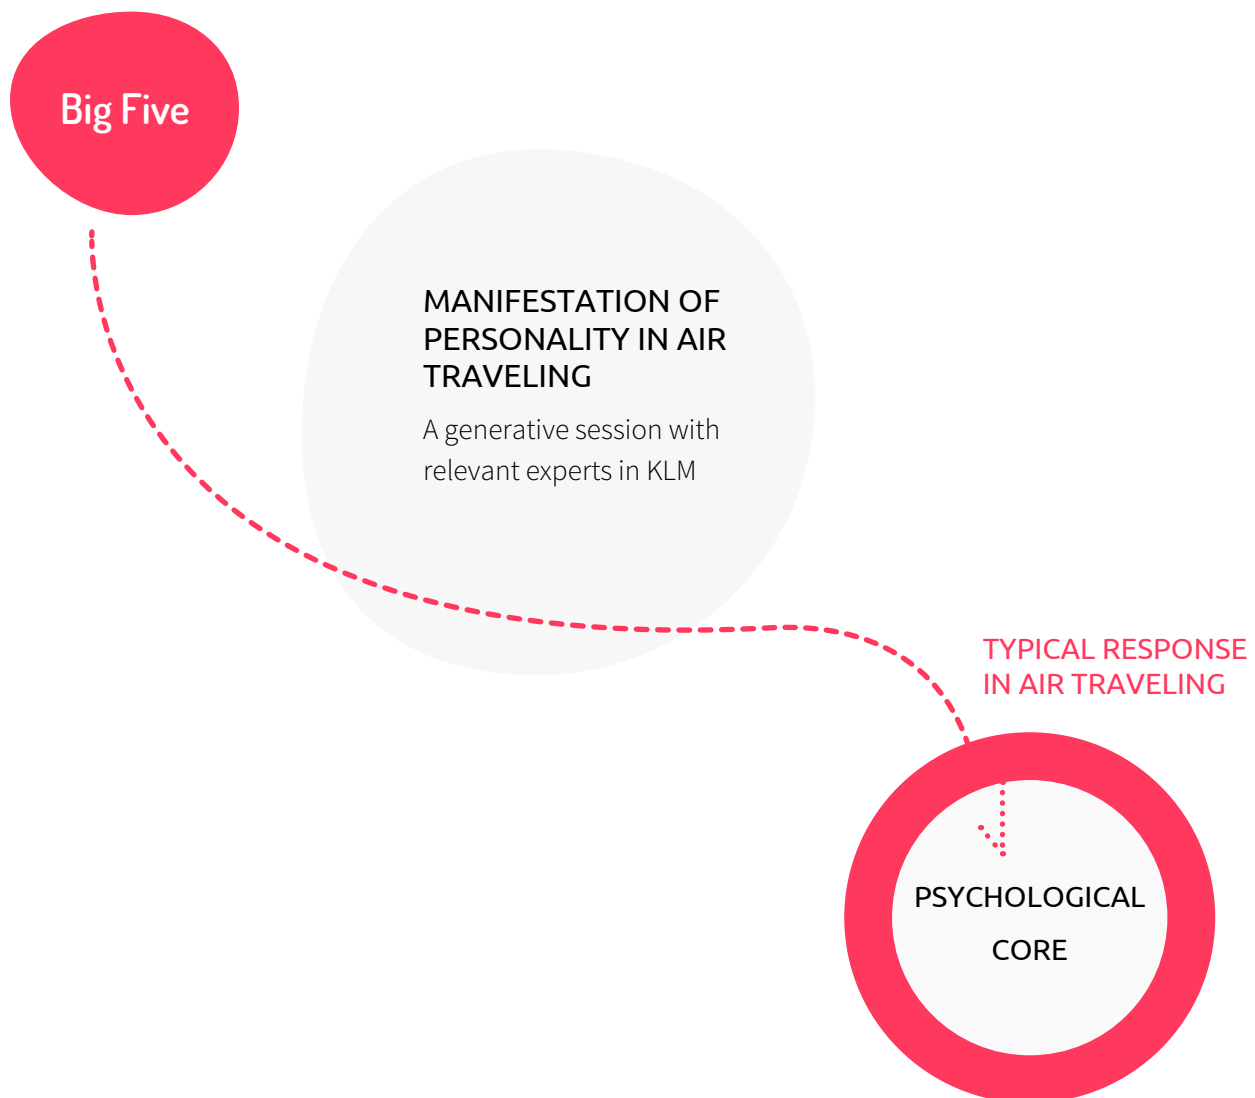 Big Five
MANIFESTATION OF
PERSONALITY IN AIR
TRAVELING
A generative session with
relevant experts in KLM
TYPICAL RESPONSE
IN AIR TRAVELING
PSYCHOLOGICAL
CORE